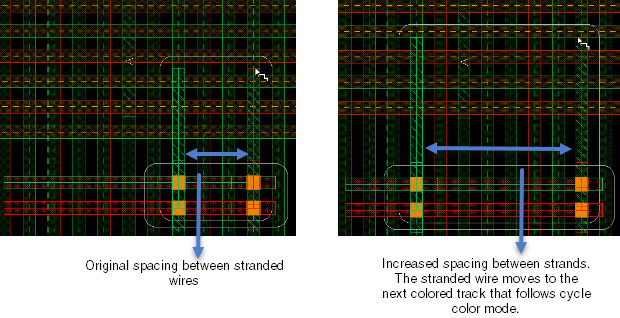 Original spacing between stranded
wires
Increased spacing between strands.
The stranded wire moves to the
next colored track that follows cycle
color mode.